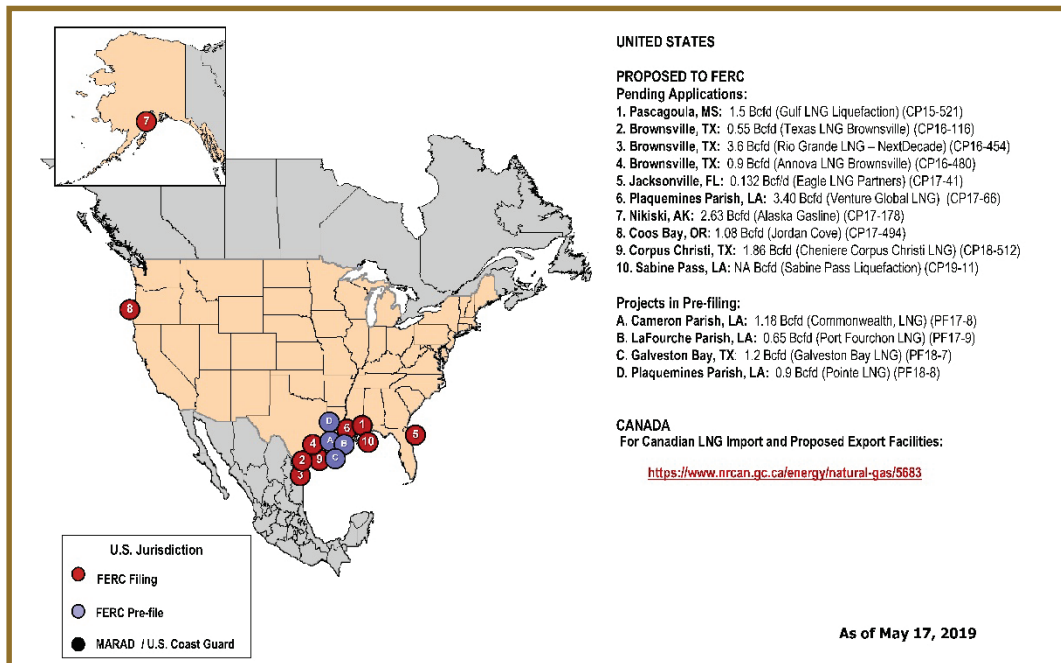 UNITED STATES
PROPOSED TO FERC
Pending Applications:
1. Pascagoula, MS: 1.5 Bcfd (Gulf LNG Liquefaction) (CP15-521)
2. Brownsville, TX: 0.55 Bcfd (Texas LNG Brownsville) (CP16-116)
3. Brownsville, TX: 3.6 Bcfd (Rio Grande LNG – NextDecade) (CP16-454)
4. Brownsville, TX: 0.9 Bcfd (Annova LNG Brownsville) (CP16-480)
5. Jacksonville, FL: 0.132 Bcf/d (Eagle LNG Partners) (CP17-41)
6. Plaquemines Parish, LA: 3.40 Bcfd (Venture Global LNG) (CP17-66)
7. Nikiski, AK: 2.63 Bcfd (Alaska Gasline) (CP17-178)
8. Coos Bay, OR: 1.08 Bcfd (Jordan Cove) (CP17-494)
9. Corpus Christi, TX: 1.86 Bcfd (Cheniere Corpus Christi LNG) (CP18-512)
10. Sabine Pass, LA: NA Bcfd (Sabine Pass Liquefaction) (CP19-11)
Projects in Pre-filing:
A. Cameron Parish, LA: 1.18 Bcfd (Commonwealth, LNG) (PF17-8)
B. LaFourche Parish, LA: 0.65 Bcfd (Port Fourchon LNG) (PF17-9)
C. Galveston Bay, TX: 1.2 Bcfd (Galveston Bay LNG) (PF18-7)
D. Plaquemines Parish, LA: 0.9 Bcfd (Pointe LNG) (PF18-8)
CANADA
For Canadian LNG Import and Proposed Export Facilities:
https://www.nrcan.gc.ca/energy/natural-gas/5683
7
8
D
6
1
5
4
A
B
10
2
9
C
3
U.S. Jurisdiction
FERC Filing
FERC Pre-file
MARAD / U.S. Coast Guard
As of May 17, 2019